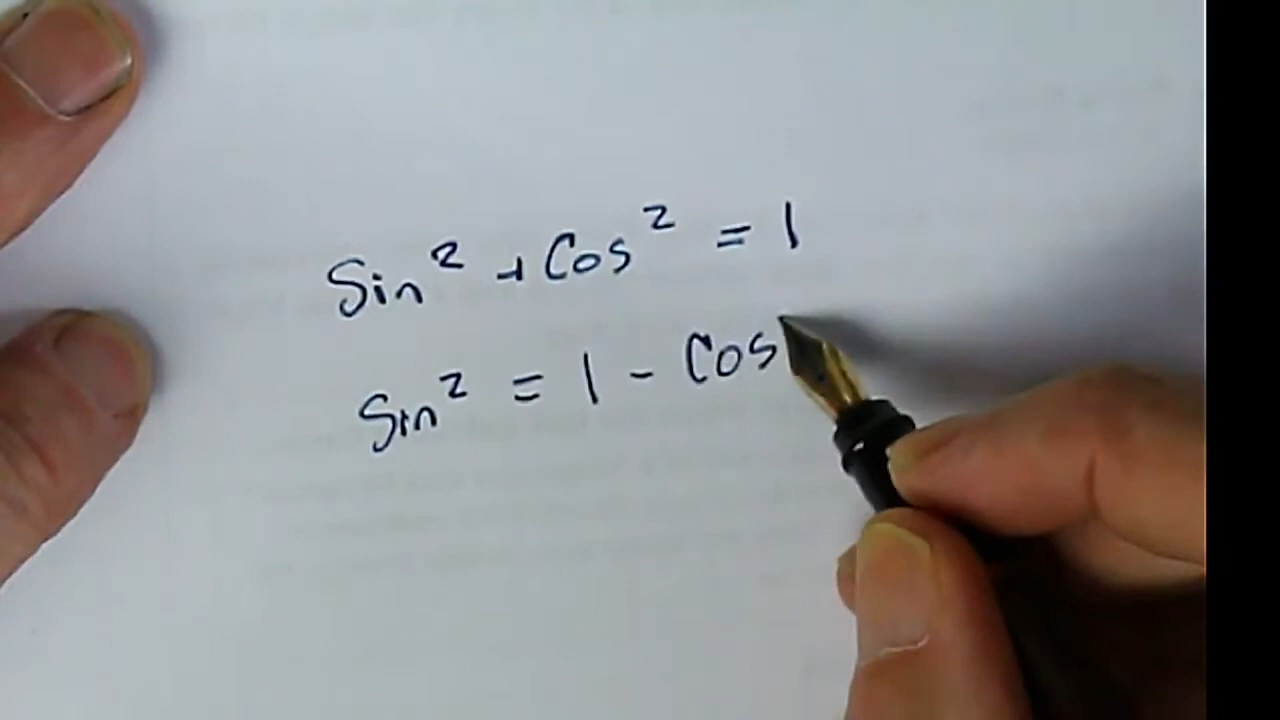 Sin² + Cos² = 1
Sin² = 1 - Cos